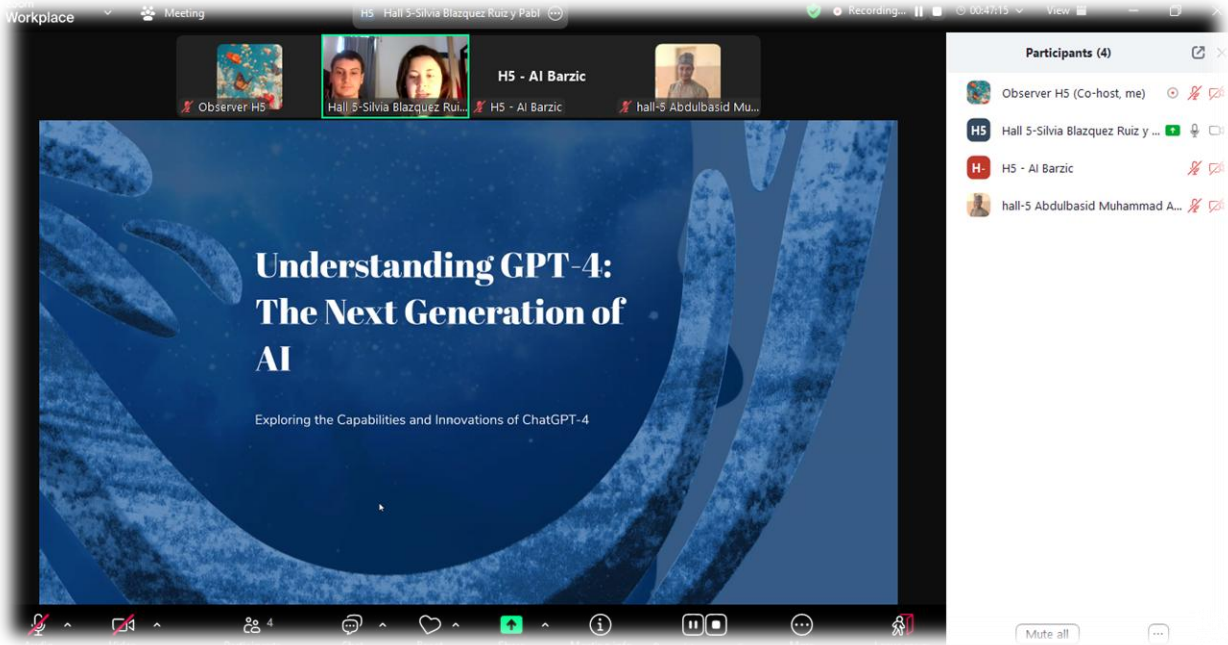 Workplace
Meeting
H5 Hall 5-Silvia Blazquez Ruiz y Pabl
Recording...
00:47:15
View
Observer H5
Hall 5-Silvia Blazquez Rui...
H5 - AI Barzic
H5 - AI Barzic
hall-5 Abdulbasid Mu...
Understanding GPT-4:
The Next Generation of
AI
Exploring the Capabilities and Innovations of ChatGPT-4
Participants (4)
Observer H5 (Co-host, me)
H5 Hall 5-Silvia Blazquez Ruiz y ...
H- H5 - AI Barzic
hall-5 Abdulbasid Muhammad A...
4
Mute all